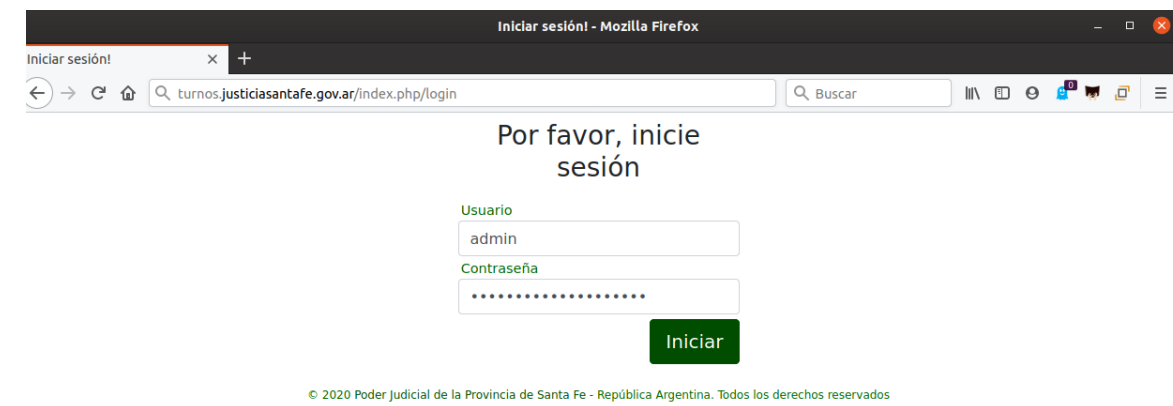 Iniciar sesión! - Mozilla Firefox
Iniciar sesión!
turnos.justiciasantafe.gov.ar/index.php/login
Buscar
0
Por favor, inicie
sesión
Usuario
admin
Contraseña
••••••••••••••••••••
Iniciar
© 2020 Poder Judicial de la Provincia de Santa Fe - República Argentina. Todos los derechos reservados